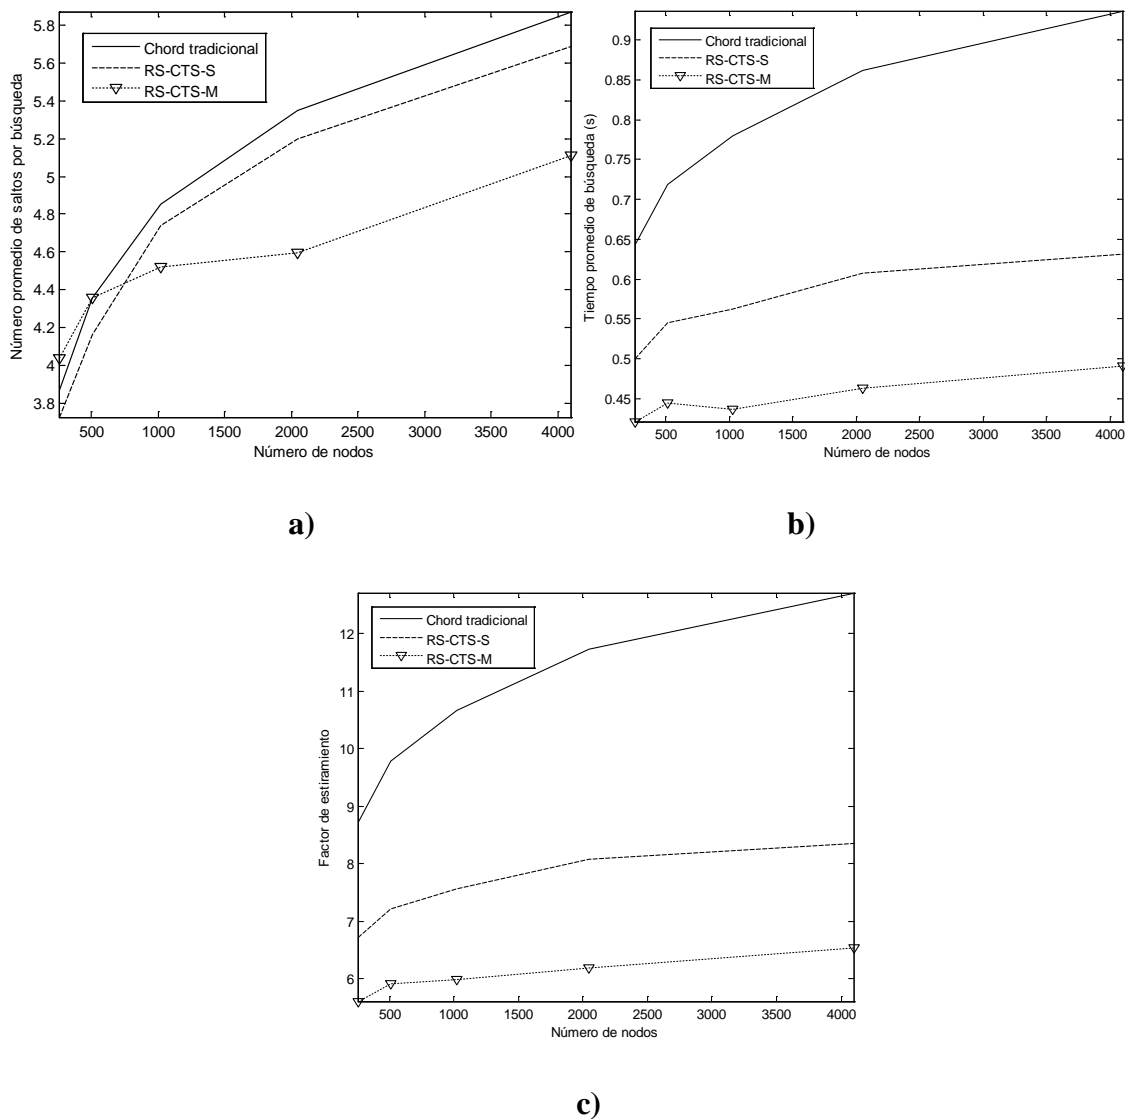 5.8
5.6
5.4
5.2
5
4.8
4.6
4.4
4.2
4
3.8
Número promedio de saltos por búsqueda
Chord tradicional
RS-CTS-S
RS-CTS-M
500 1000 1500 2000 2500 3000 3500 4000
Número de nodos
a)
0.9
0.85
0.8
0.75
0.7
0.65
0.6
0.55
0.5
0.45
Tiempo promedio de búsqueda (s)
Chord tradicional
RS-CTS-S
RS-CTS-M
500 1000 1500 2000 2500 3000 3500 4000
Número de nodos
b)
12
11
10
9
8
7
6
Factor de estiramiento
Chord tradicional
RS-CTS-S
RS-CTS-M
500 1000 1500 2000 2500 3000 3500 4000
Número de nodos
c)